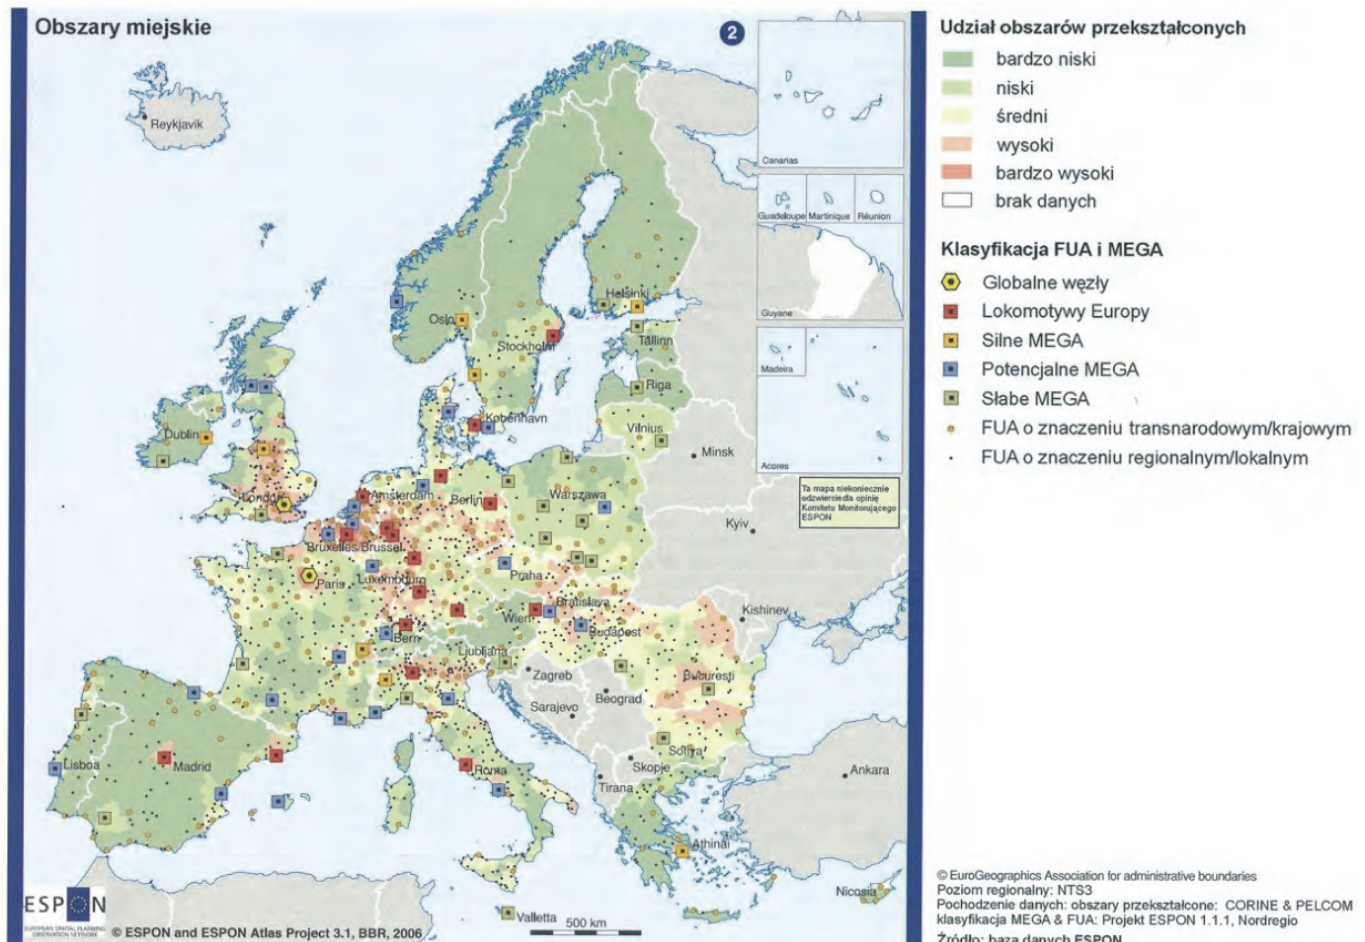 Obszary miejskie
2
Reykjavik
Canarias
Guadeloupe
Martinique
Réunion
Guyane
Madeira
Acores
Ta mapa niekoniecznie
odzwierciedla opinię
Komitetu Monitorującego
ESPON
Helsinki
Oslo
Stockholm
Tallinn
Riga
København
Vilnius
Dublin
Minsk
London
Amsterdam
Berlin
Warszawa
Kyiv
Bruxelles Brussel
Paris
Luxembourg
Praha
Kishinev
Wien
Bratislava
Bern
Budapest
Ljubljana
Zagreb
Bucuresti
Beograd
Sarajevo
Lisboa
Madrid
Roma
Sofiya
Skopje
Tirana
Ankara
Athinai
Nicosia
Valletta
500 km
ESPON
EUROPEAN SPATIAL PLANNING
OBSERVATION NETWORK
© ESPON and ESPON Atlas Project 3.1, BBR, 2006
Udział obszarów przekształconych
bardzo niski
niski
średni
wysoki
bardzo wysoki
brak danych
Klasyfikacja FUA i MEGA
Globalne węzły
Lokomotywy Europy
Silne MEGA
Potencjalne MEGA
Słabe MEGA
FUA o znaczeniu transnarodowym/krajowym
FUA o znaczeniu regionalnym/lokalnym
© EuroGeographics Association for administrative boundaries
Poziom regionalny: NTS3
Pochodzenie danych: obszary przekształcone: CORINE & PELCOM
klasyfikacja MEGA & FUA: Projekt ESPON 1.1.1, Nordregio
Źródło: baza danych ESPON